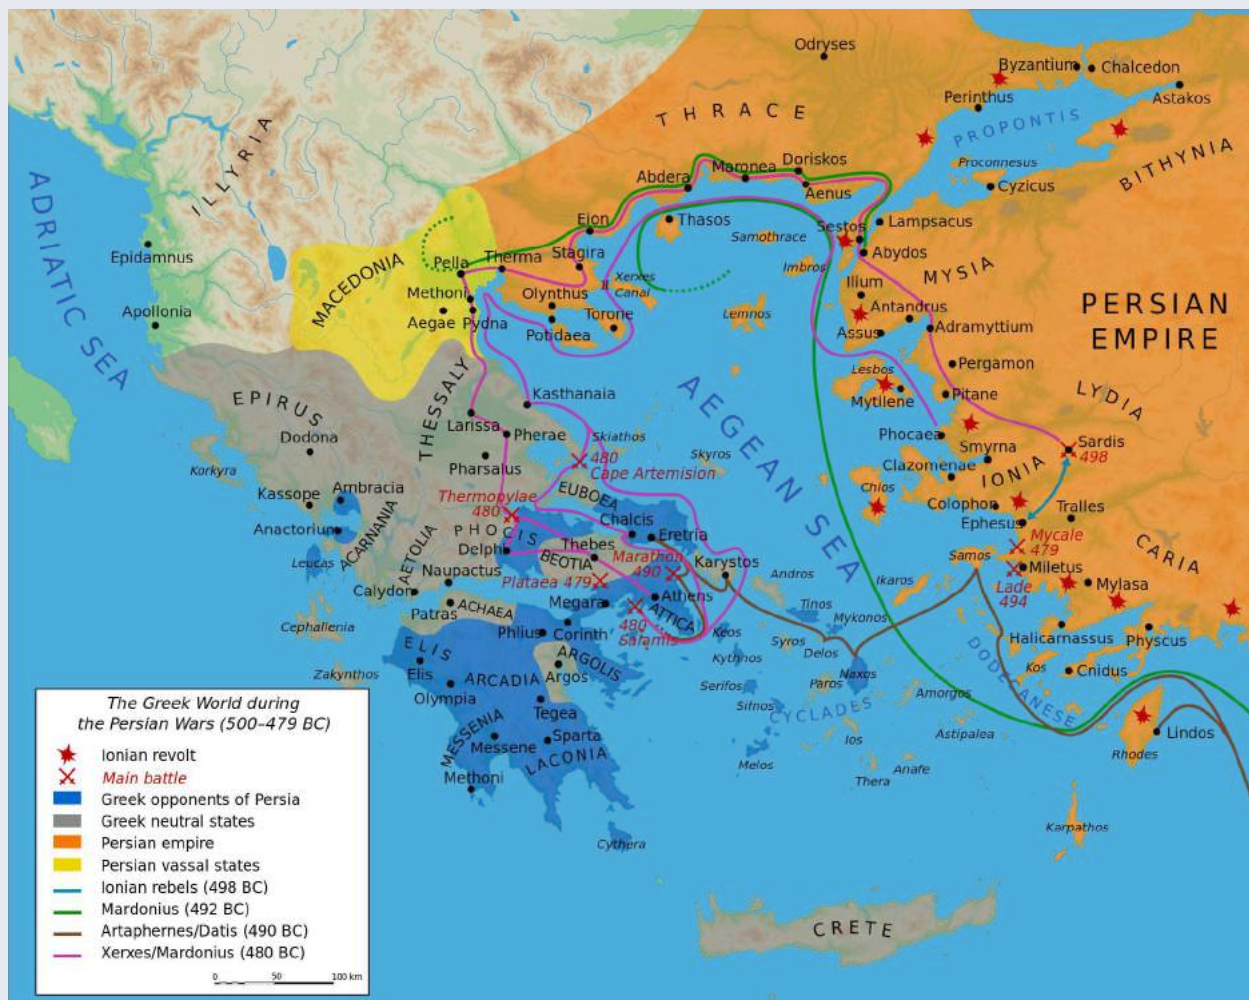 Odryses
Byzantium
Chalcedon
Perinthus
Astakos
THRACE
PROPONTIS
BITHYNIA
Proconnesus
Cyzicus
ILLYRIA
ADRIATIC SEA
Abdera
Maronea
Doriskos
Aenus
Eion
Thasos
Samothrace
Sestos
Lampsacus
Abydos
Imbros
MYSIA
Epidamnus
MACEDONIA
Pella
Therma
Stagira
Xerxes
Canal
Methoni
Olynthus
Torone
Apollonia
Aegae
Pydna
Potidaea
Lemnos
Illum
Antandrus
Assus
Adramyttium
PERSIAN
EMPIRE
Pergamon
Lesbos
Mytilene
Pitane
LYDIA
EPIRUS
THESSALY
Kasthanaia
AEGEAN SEA
Larissa
Pherae
Dodona
Pharsalus
Skiathos
480
Cape Artemision
Skyros
Phocaea
Smyrna
Sardis
498
Clazomenae
IONIA
Korkyra
Kassope
Ambracia
Anactorium
ACARNANIA
AETOLIA
Thermopylae
480
EUBOEA
Chios
Colophon
Ephesus
Tralles
PHOCIS
Chalcis
Eretria
Delphi
Thebes
BEOTIA
Marathon
490
Karystos
Mycale
479
CARIA
Samos
Miletus
Leucas
Naupactus
Calydon
Plataea 479
Andros
Ikaros
Lade
494
Mylasa
Patras
ACHAEA
Megara
Athens
ATTICA
480
Salamis
Tinos
Mykonos
Cephallenia
Phlius
Corinth
Keos
Syros
Delos
Halicarnassus
Physcus
ELIS
Elis
ARGOLIS
Argos
Kythnos
Paros
Naxos
Kos
Cnidus
DODECANESE
Zakynthos
Olympia
ARCADIA
Serifos
Sifnos
CYCLADES
Amorgos
Tegea
MESSENIA
Messene
Sparta
LACONIA
Ios
Astipalea
Rhodes
Lindos
Methoni
Melos
Thera
Anafe
Cythera
Karpathos
CRETE
The Greek World during
the Persian Wars (500–479 BC)
Ionian revolt
Main battle
Greek opponents of Persia
Greek neutral states
Persian empire
Persian vassal states
Ionian rebels (498 BC)
Mardonius (492 BC)
Artaphernes/Datis (490 BC)
Xerxes/Mardonius (480 BC)
0 50 100 km